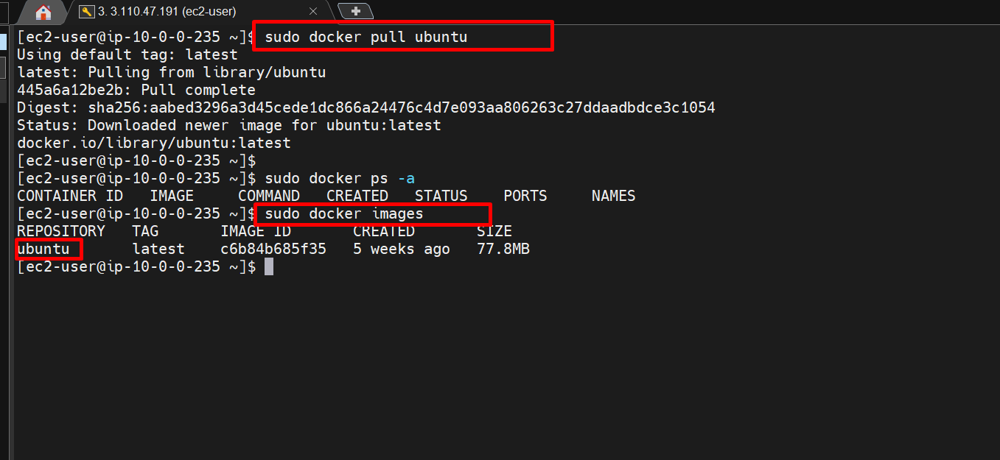 3. 3.110.47.191 (ec2-user)
[ec2-user@ip-10-0-0-235 ~]$ sudo docker pull ubuntu
Using default tag: latest
latest: Pulling from library/ubuntu
445a6a12be2b: Pull complete
Digest: sha256:aabed3296a3d45cede1dc866a24476c4d7e093aa806263c27ddaadbdce3c1054
Status: Downloaded newer image for ubuntu:latest
docker.io/library/ubuntu:latest
[ec2-user@ip-10-0-0-235 ~]$
[ec2-user@ip-10-0-0-235 ~]$ sudo docker ps -a
CONTAINER ID   IMAGE     COMMAND   CREATED   STATUS    PORTS     NAMES
[ec2-user@ip-10-0-0-235 ~]$ sudo docker images
REPOSITORY   TAG       IMAGE ID       CREATED       SIZE
ubuntu       latest    c6b84b685f35   5 weeks ago   77.8MB
[ec2-user@ip-10-0-0-235 ~]$